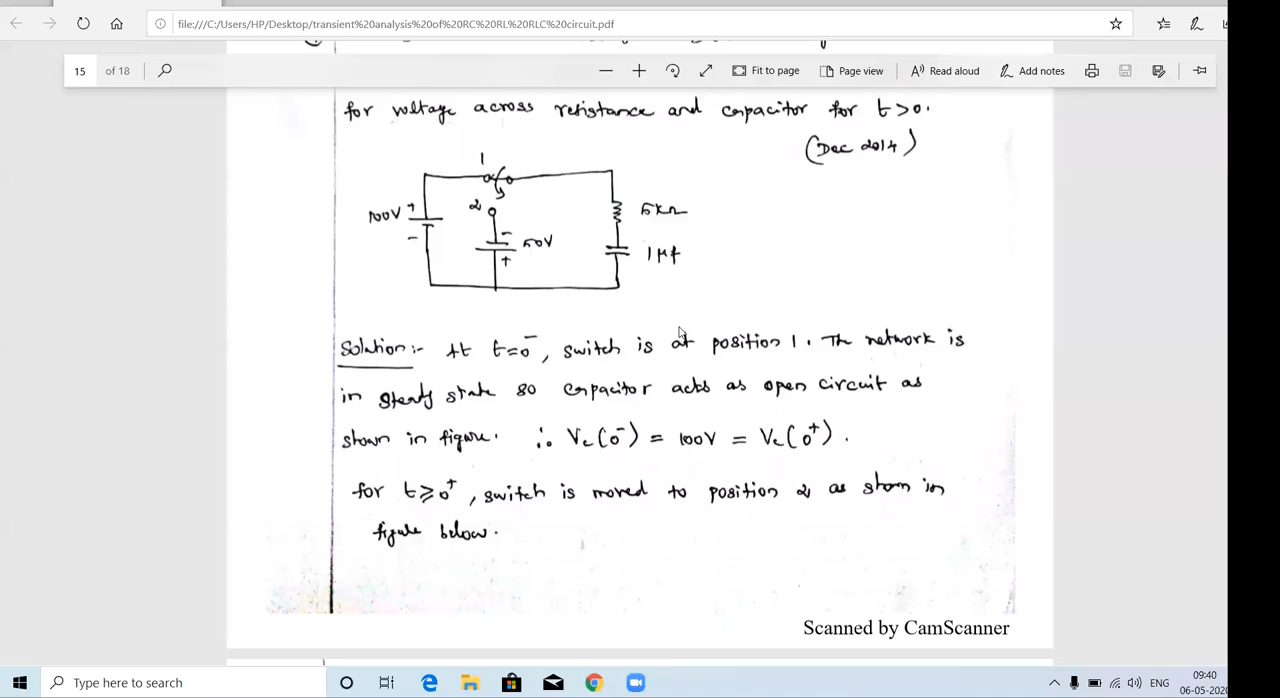 file:///C:/Users/HP/Desktop/transient%20analysis%20of%20RC%20RL%20RLC%20circuit.pdf
15 of 18
Fit to page
Page view
Read aloud
Add notes
for voltage across resistance and capacitor for t>0.
(Dec 2014)
1
100V + -
2
- 50V +
5kΩ
1μf
Solution:- At t=0⁻, switch is at position 1. The network is
in steady state so capacitor acts as open circuit as
shown in figure. ∴ Vc(0⁻) = 100V = Vc(0⁺).
for t≥0⁺, switch is moved to position 2 as shown in
figure below.
Scanned by CamScanner
Type here to search
ENG
09:40
06-05-2020